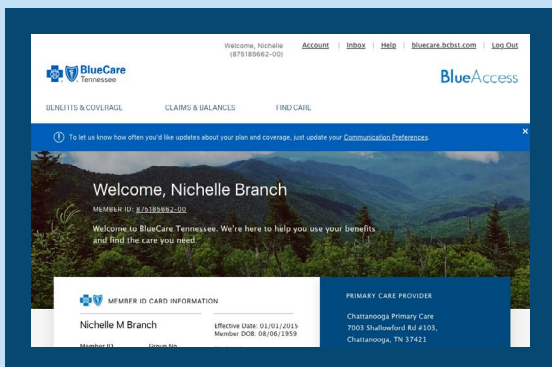 Welcome, Nichelle
(875185662-00)
Account | Inbox | Help | bluecare.bcbst.com | Log Out
BlueCare
Tennessee
BlueAccess
BENEFITS & COVERAGE CLAIMS & BALANCES FIND CARE
To let us know how often you'd like updates about your plan and coverage, just update your Communication Preferences.
Welcome, Nichelle Branch
MEMBER ID: 875185662-00
Welcome to BlueCare Tennessee. We're here to help you use your benefits
and find the care you need.
MEMBER ID CARD INFORMATION
Nichelle M Branch
Effective Date: 01/01/2015
Member DOB: 08/06/1959
Member ID Group No
PRIMARY CARE PROVIDER
Chattanooga Primary Care
7003 Shallowford Rd #103,
Chattanooga, TN 37421